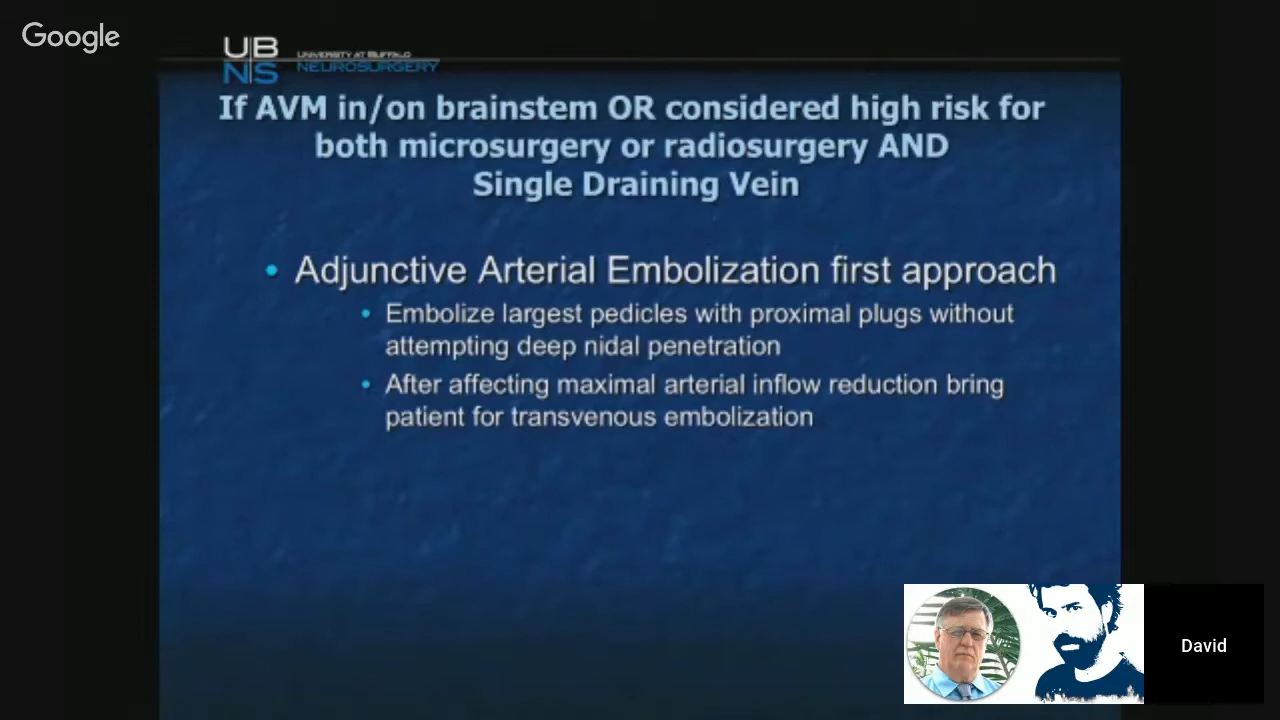 Google
UB
NS
UNIVERSITY AT BUFFALO
NEUROSURGERY
If AVM in/on brainstem OR considered high risk for
both microsurgery or radiosurgery AND
Single Draining Vein
• Adjunctive Arterial Embolization first approach
• Embolize largest pedicles with proximal plugs without
attempting deep nidal penetration
• After affecting maximal arterial inflow reduction bring
patient for transvenous embolization
David